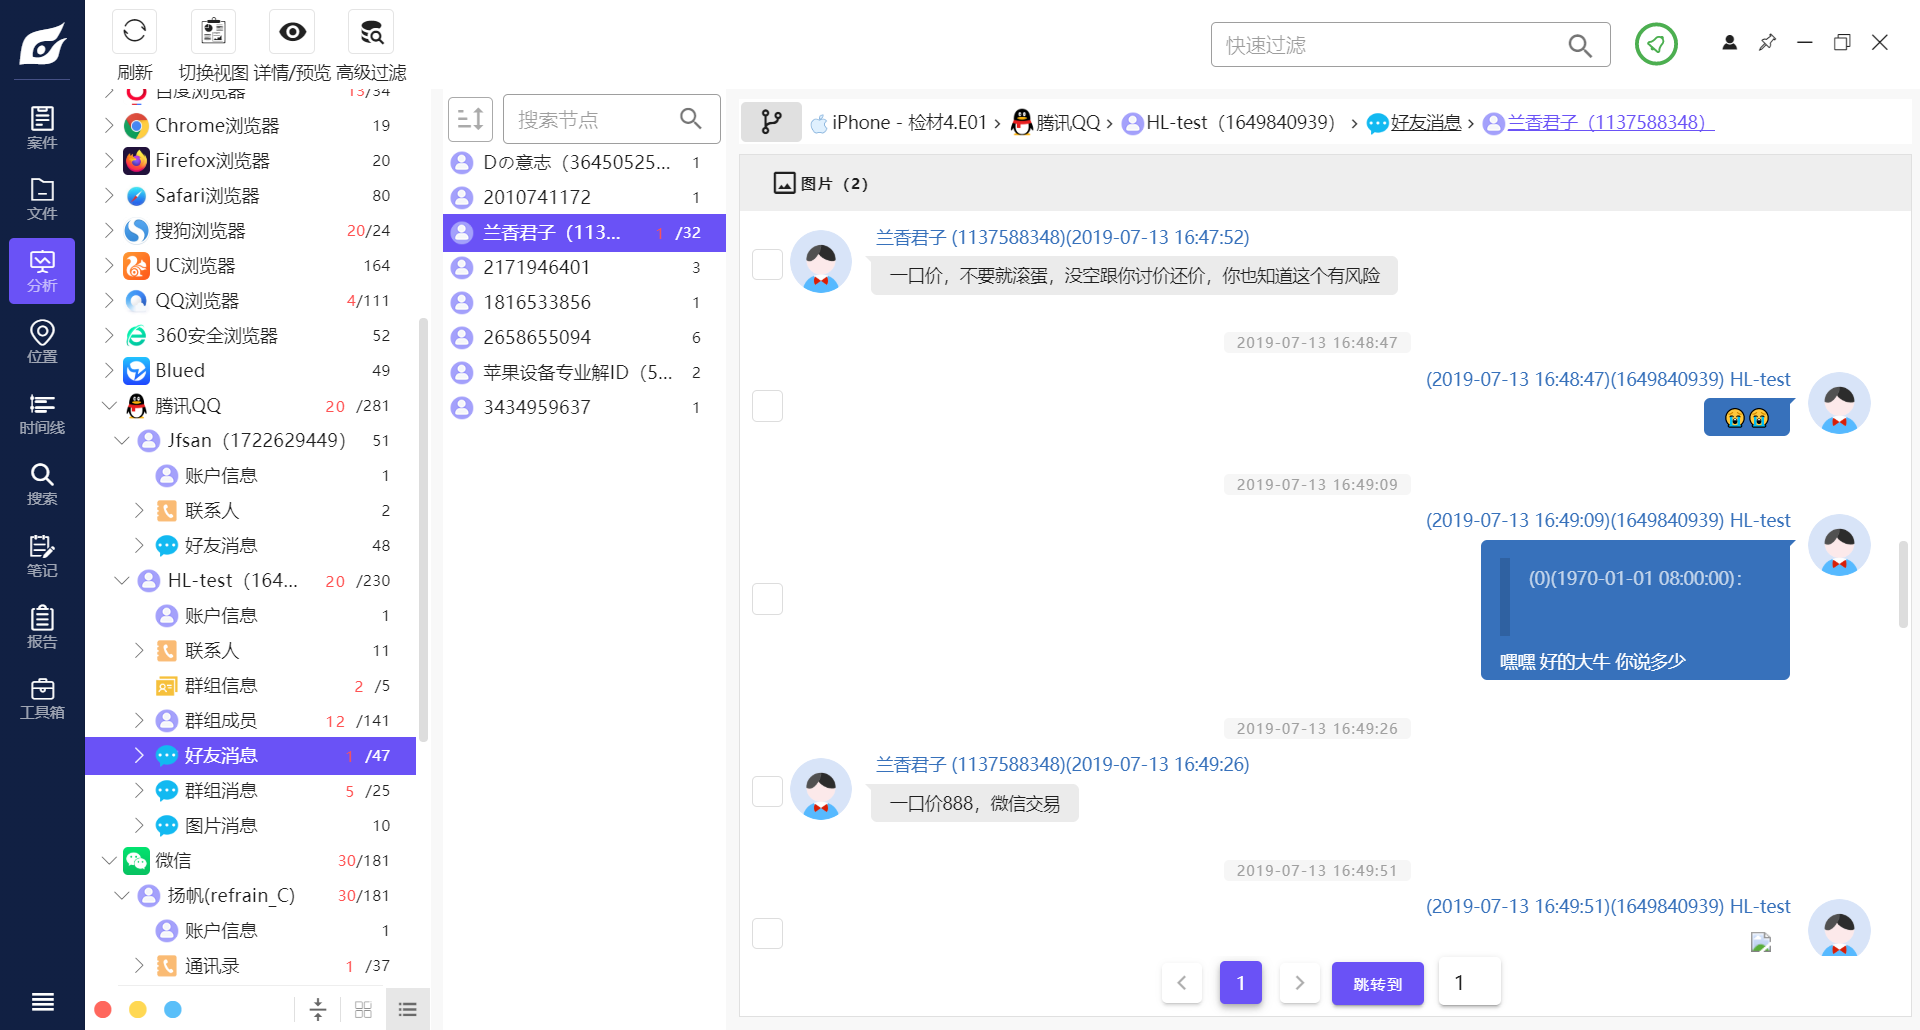 刷新
切换视图
详情/预览
高级过滤
快速过滤
案件
文件
分析
位置
时间线
搜索
笔记
报告
工具箱
百度浏览器 13/34
Chrome浏览器 19
Firefox浏览器 20
Safari浏览器 80
搜狗浏览器 20/24
UC浏览器 164
QQ浏览器 4/111
360安全浏览器 52
Blued 49
腾讯QQ 20 /281
Jfsan（1722629449） 51
账户信息 1
联系人 2
好友消息 48
HL-test（164... 20 /230
账户信息 1
联系人 11
群组信息 2 /5
群组成员 12 /141
好友消息 1 /47
群组消息 5 /25
图片消息 10
微信 30/181
扬帆(refrain_C) 30/181
账户信息 1
通讯录 1 /37
搜索节点
Dの意志（36450525... 1
2010741172 1
兰香君子（113... 1 /32
2171946401 3
1816533856 1
2658655094 6
苹果设备专业解ID（5... 2
3434959637 1
iPhone - 检材4.E01 › 腾讯QQ › HL-test（1649840939） › 好友消息 › 兰香君子（1137588348）
图片（2）
兰香君子 (1137588348)(2019-07-13 16:47:52)
一口价，不要就滚蛋，没空跟你讨价还价，你也知道这个有风险
2019-07-13 16:48:47
(2019-07-13 16:48:47)(1649840939) HL-test
😭😭
2019-07-13 16:49:09
(2019-07-13 16:49:09)(1649840939) HL-test
(0)(1970-01-01 08:00:00)：
嘿嘿 好的大牛 你说多少
2019-07-13 16:49:26
兰香君子 (1137588348)(2019-07-13 16:49:26)
一口价888，微信交易
2019-07-13 16:49:51
(2019-07-13 16:49:51)(1649840939) HL-test
1
跳转到
1